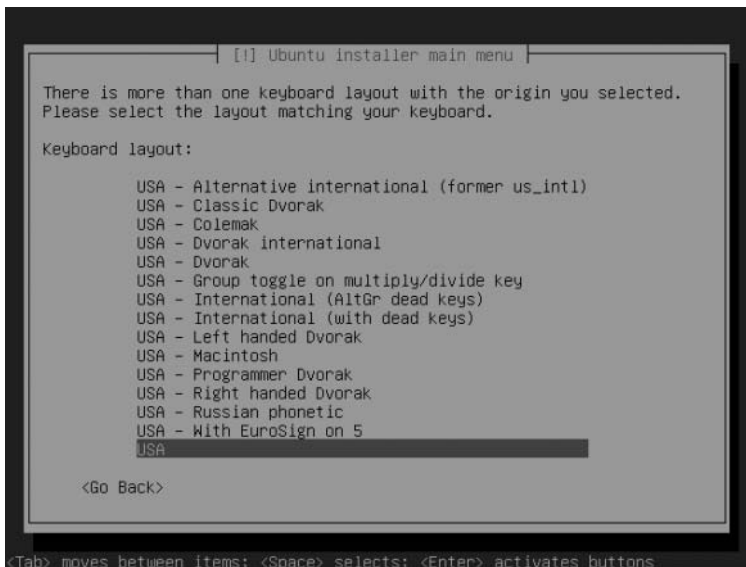 [!] Ubuntu installer main menu
There is more than one keyboard layout with the origin you selected.
Please select the layout matching your keyboard.
Keyboard layout:
USA - Alternative international (former us_intl)
USA - Classic Dvorak
USA - Colemak
USA - Dvorak international
USA - Dvorak
USA - Group toggle on multiply/divide key
USA - International (AltGr dead keys)
USA - International (with dead keys)
USA - Left handed Dvorak
USA - Macintosh
USA - Programmer Dvorak
USA - Right handed Dvorak
USA - Russian phonetic
USA - With EuroSign on 5
USA
<Go Back>
<Tab> moves between items; <Space> selects; <Enter> activates buttons